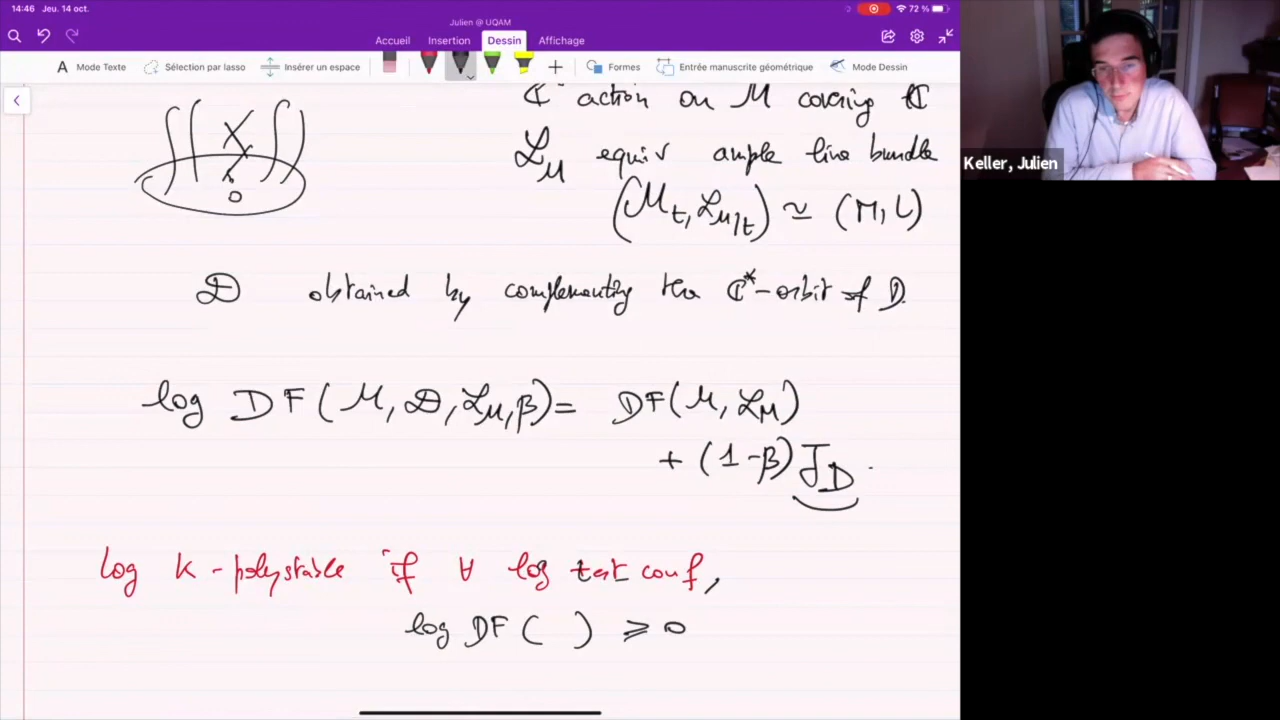 14:46 Jeu. 14 oct.
72 %
Julien @ UQAM
Accueil Insertion Dessin Affichage
Mode Texte Sélection par lasso Insérer un espace Formes Entrée manuscrite géométrique Mode Dessin
Keller, Julien
ℂ* action on ℳ covering ℂ
ℒ_ℳ equiv ample line bundle
(ℳ_t, ℒ_ℳ|t) ≃ (M, L)
0
𝒟 obtained by complementing the ℂ*-orbit of D.
log DF(ℳ, 𝒟, ℒ_ℳ, β) = DF(ℳ, ℒ_ℳ)
+ (1-β) J_D .
log K-polystable if ∀ log test conf,
log DF( ) ⩾ 0